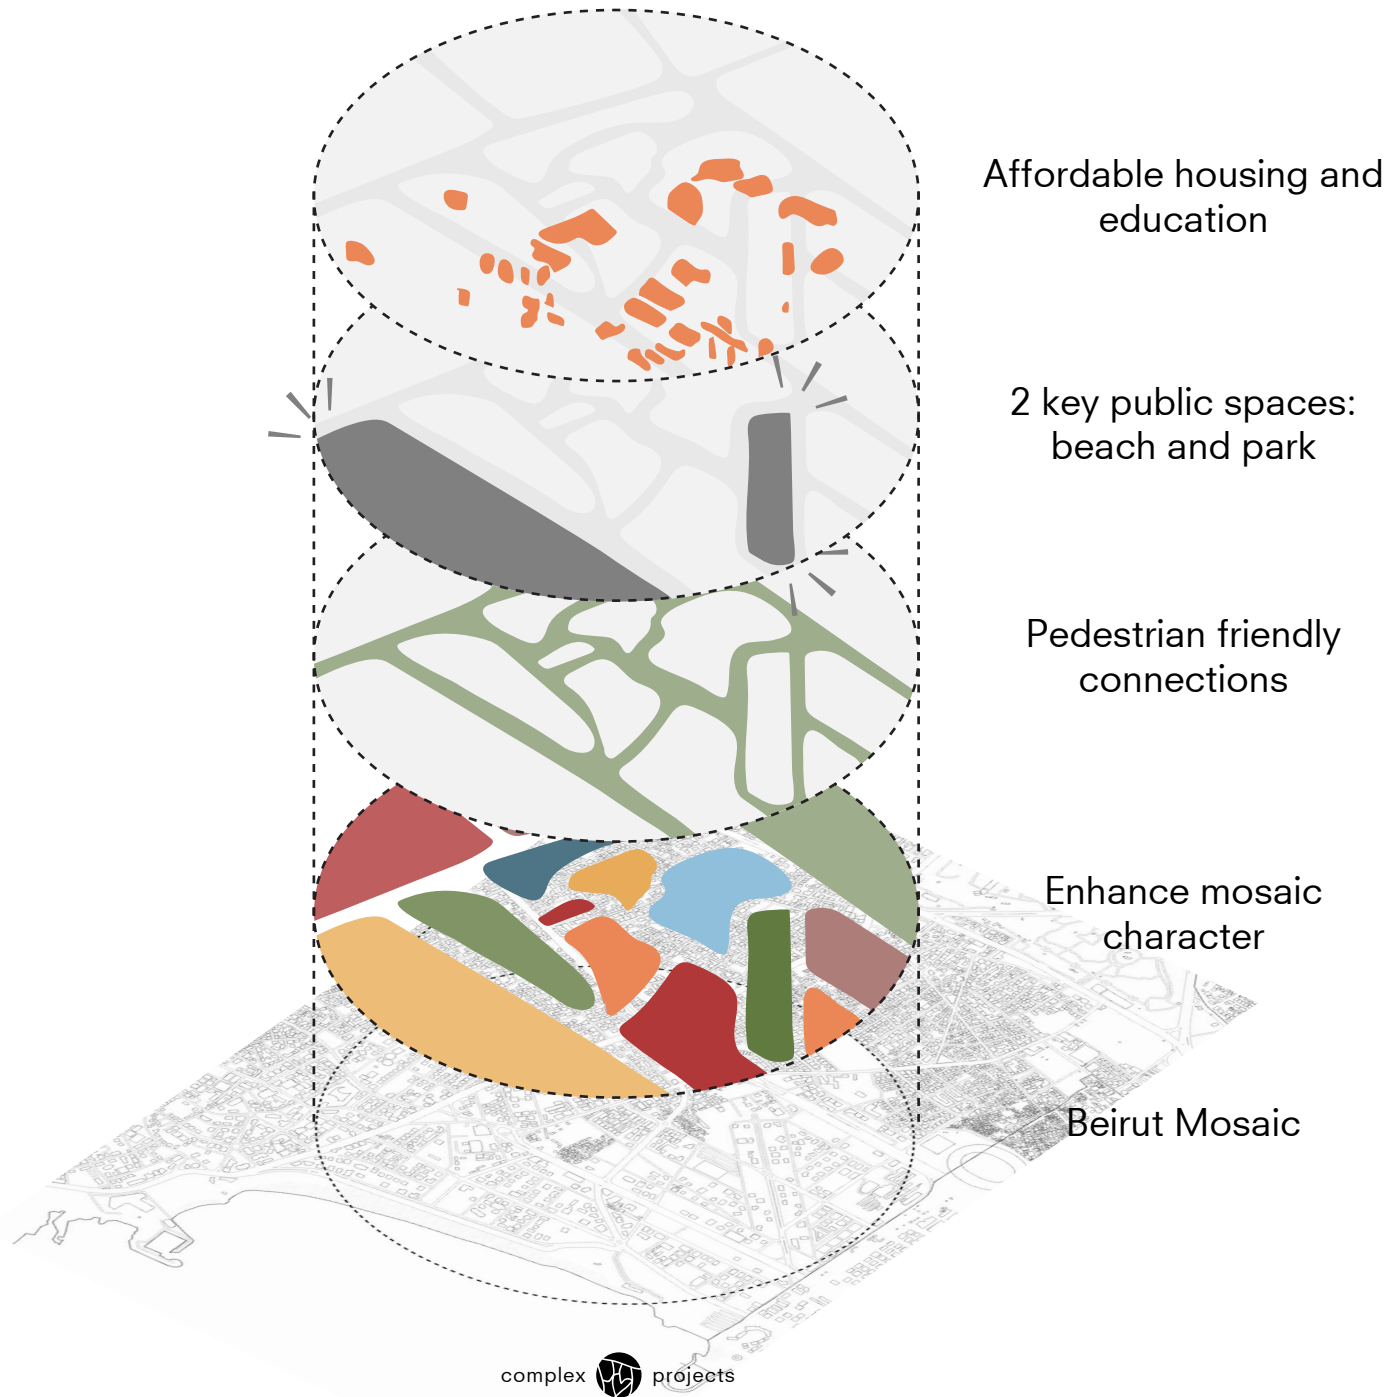 Affordable housing and
education
2 key public spaces:
beach and park
Pedestrian friendly
connections
Enhance mosaic
character
Beirut Mosaic
complex projects